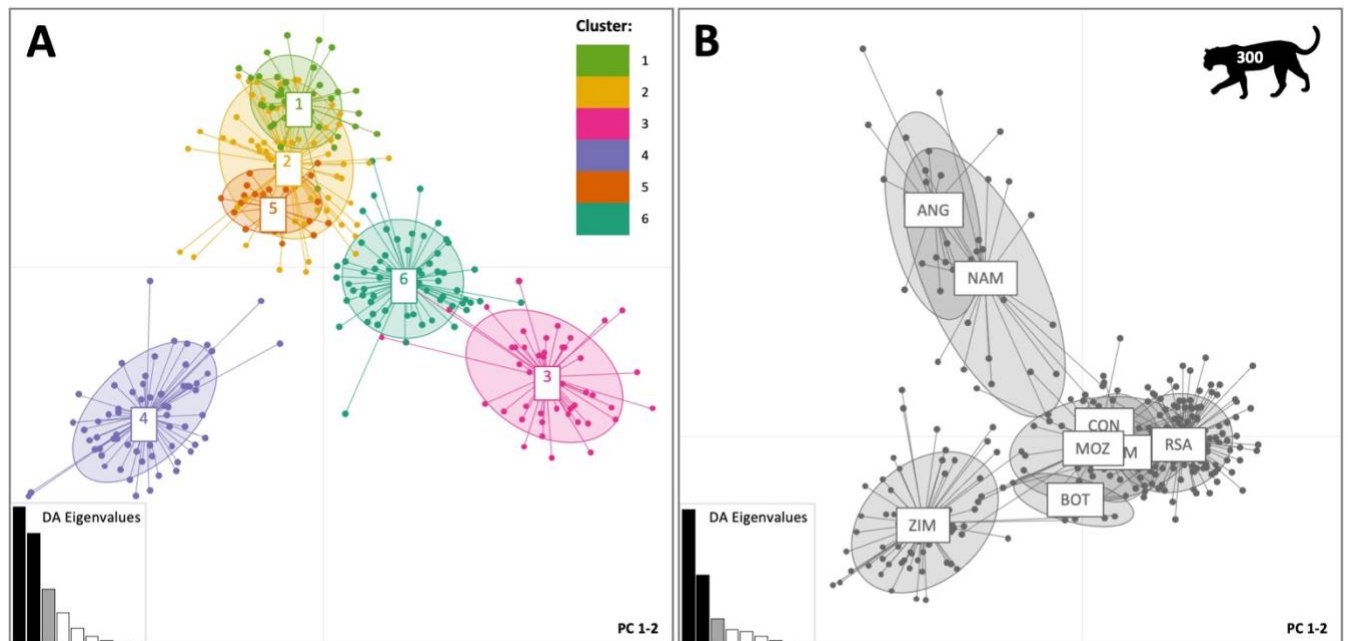 A
Cluster:
1
2
3
4
5
6
1
2
5
6
3
4
DA Eigenvalues
PC 1-2
B
300
ANG
NAM
CON
MOZ
M
RSA
BOT
ZIM
DA Eigenvalues
PC 1-2